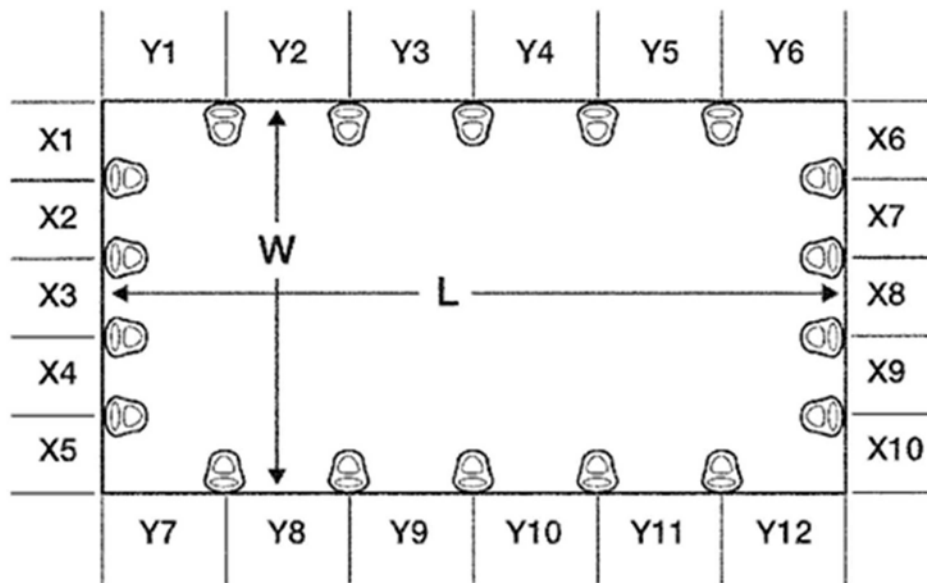 Y1 Y2 Y3 Y4 Y5 Y6
X1 X6
X2 X7
W
X3 L X8
X4 X9
X5 X10
Y7 Y8 Y9 Y10 Y11 Y12